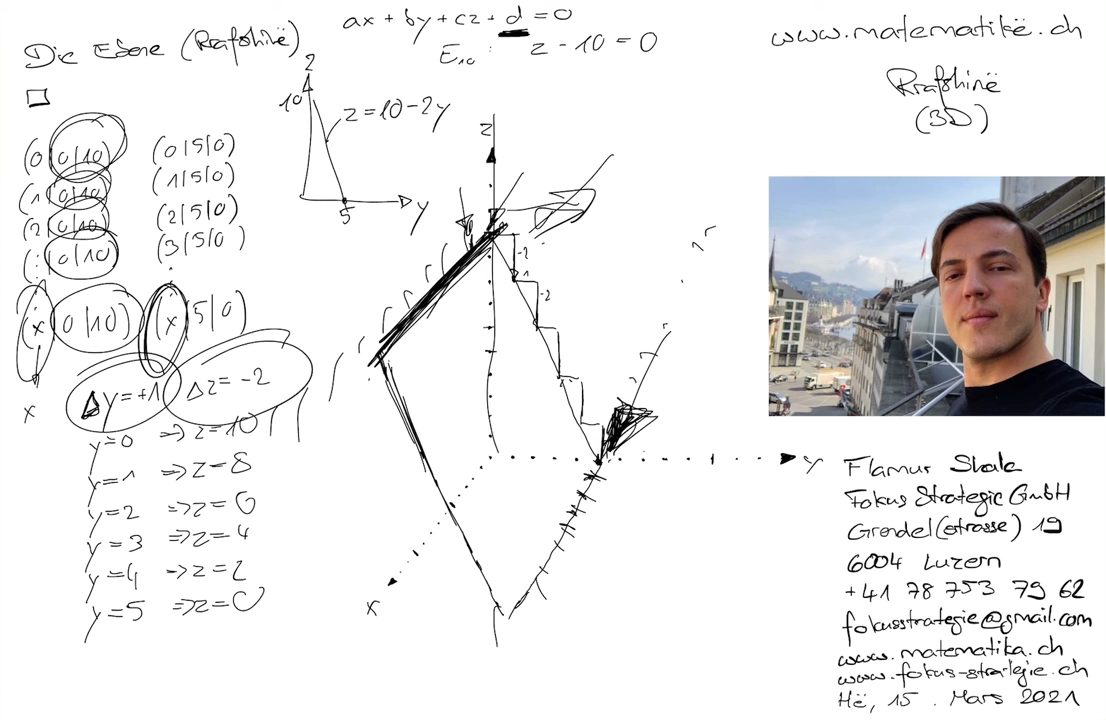 Die Ebene (Rrafshinë)
ax + by + cz + d = 0
E₁₀ : z - 10 = 0
(0|0|10) (0|5|0)
(1|0|10) (1|5|0)
(2|0|10) (2|5|0)
(:|0|10) (3|5|0)
(x|0|10) (x|5|0)
x
Δy = +1 Δz = -2
y=0 => z=10
y=1 => z=8
y=2 => z=6
y=3 => z=4
y=4 => z=2
y=5 => z=0
z
10
z = 10 - 2y
5
y
z
-2
1
-2
y
x
www.matematikë.ch
Rrafshinë
(3D)
Flamur Shala
Fokus Strategie GmbH
Grendel(strasse) 19
6004 Luzern
+41 78 753 79 62
fokusstrategie@gmail.com
www.matematika.ch
www.fokus-strategie.ch
Hë, 15. Mars 2021